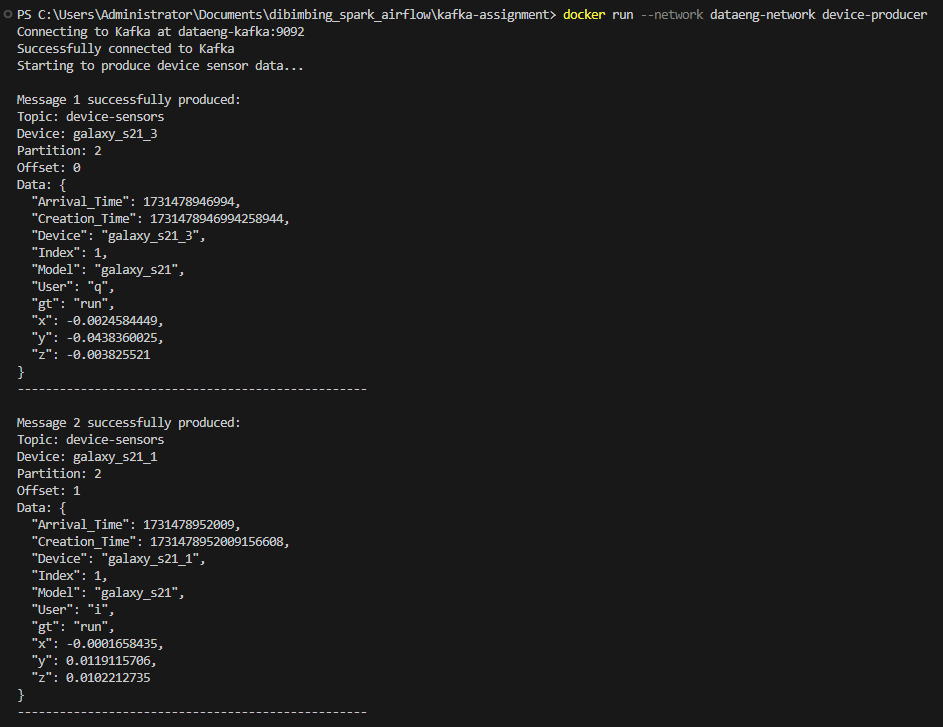 PS C:\Users\Administrator\Documents\dibimbing_spark_airflow\kafka-assignment> docker run --network dataeng-network device-producer
Connecting to Kafka at dataeng-kafka:9092
Successfully connected to Kafka
Starting to produce device sensor data...
Message 1 successfully produced:
Topic: device-sensors
Device: galaxy_s21_3
Partition: 2
Offset: 0
Data: {
  "Arrival_Time": 1731478946994,
  "Creation_Time": 1731478946994258944,
  "Device": "galaxy_s21_3",
  "Index": 1,
  "Model": "galaxy_s21",
  "User": "q",
  "gt": "run",
  "x": -0.0024584449,
  "y": -0.0438360025,
  "z": -0.003825521
}
--------------------------------------------------
Message 2 successfully produced:
Topic: device-sensors
Device: galaxy_s21_1
Partition: 2
Offset: 1
Data: {
  "Arrival_Time": 1731478952009,
  "Creation_Time": 1731478952009156608,
  "Device": "galaxy_s21_1",
  "Index": 1,
  "Model": "galaxy_s21",
  "User": "i",
  "gt": "run",
  "x": -0.0001658435,
  "y": 0.0119115706,
  "z": 0.0102212735
}
--------------------------------------------------